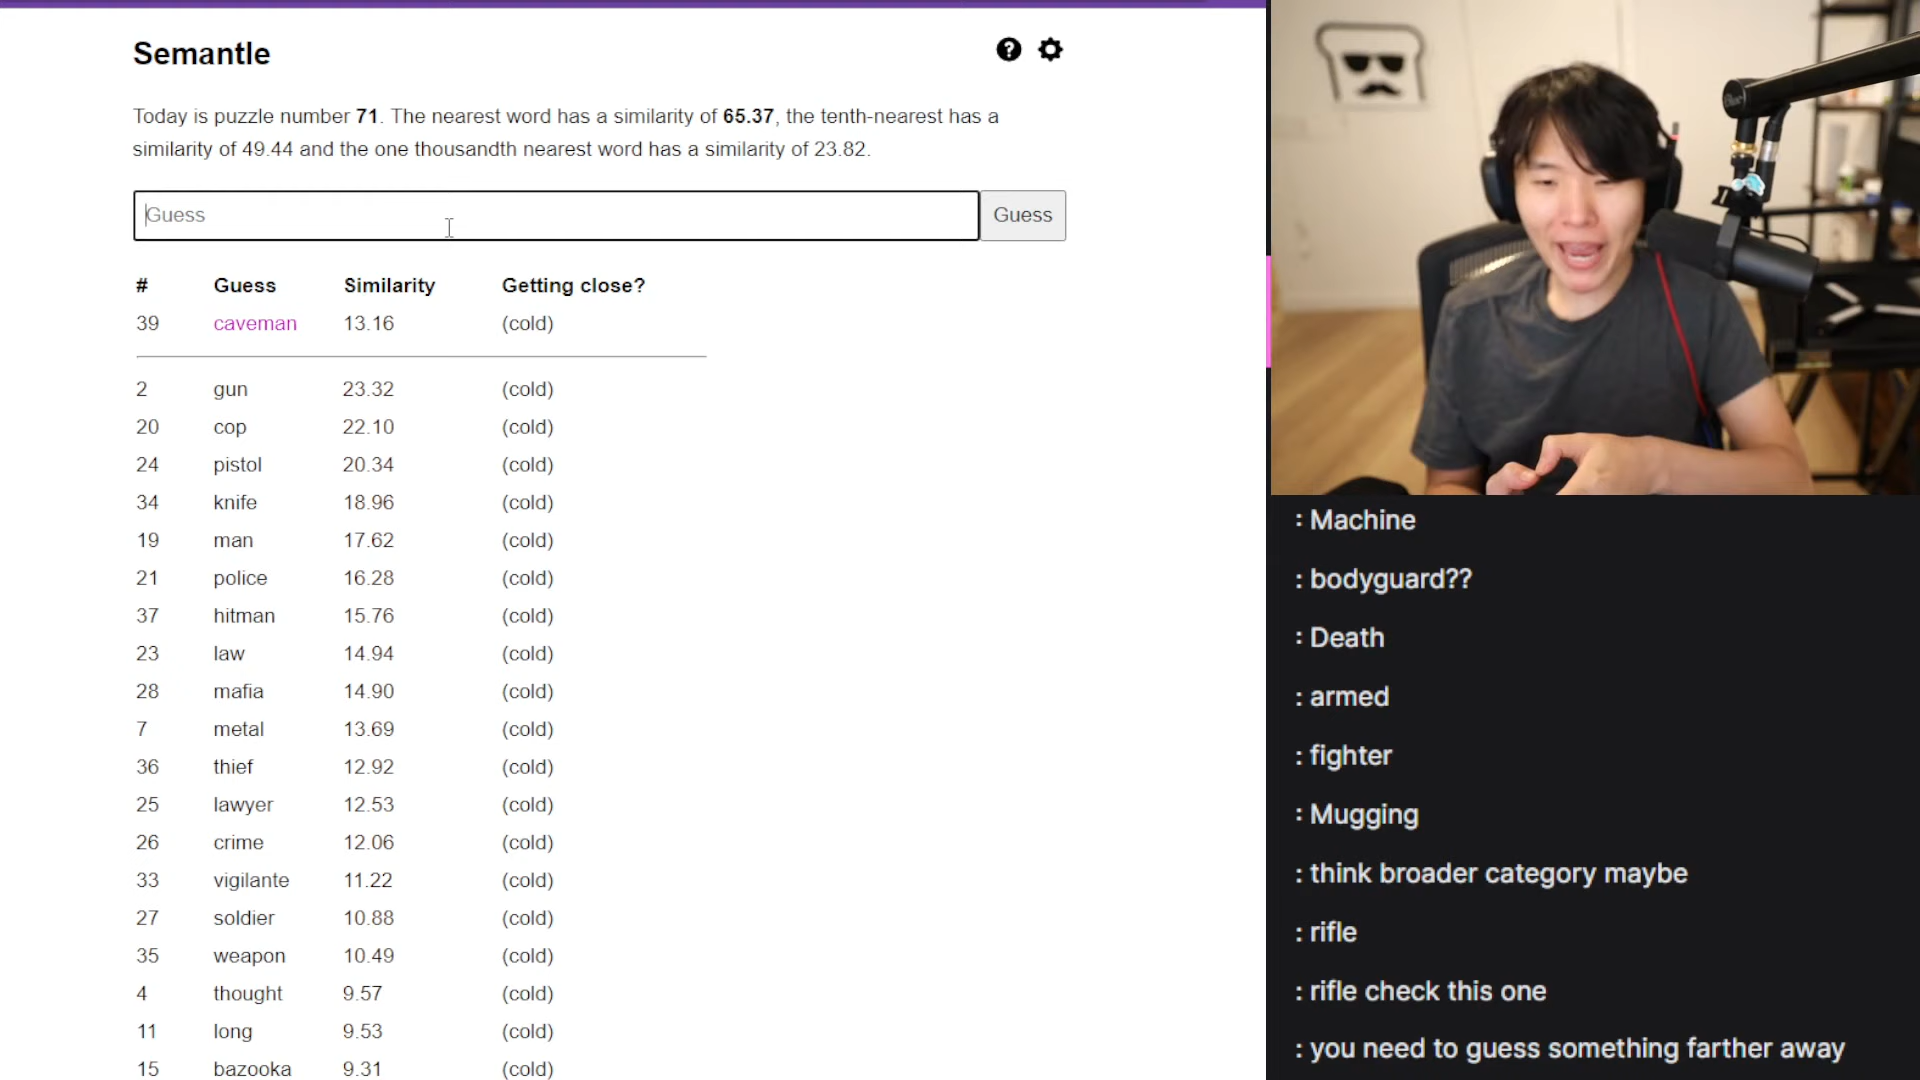 Semantle
Today is puzzle number 71. The nearest word has a similarity of 65.37, the tenth-nearest has a
similarity of 49.44 and the one thousandth nearest word has a similarity of 23.82.
Guess Guess
# Guess Similarity Getting close?
39 caveman 13.16 (cold)
2 gun 23.32 (cold)
20 cop 22.10 (cold)
24 pistol 20.34 (cold)
34 knife 18.96 (cold)
19 man 17.62 (cold)
21 police 16.28 (cold)
37 hitman 15.76 (cold)
23 law 14.94 (cold)
28 mafia 14.90 (cold)
7 metal 13.69 (cold)
36 thief 12.92 (cold)
25 lawyer 12.53 (cold)
26 crime 12.06 (cold)
33 vigilante 11.22 (cold)
27 soldier 10.88 (cold)
35 weapon 10.49 (cold)
4 thought 9.57 (cold)
11 long 9.53 (cold)
15 bazooka 9.31 (cold)
: Machine
: bodyguard??
: Death
: armed
: fighter
: Mugging
: think broader category maybe
: rifle
: rifle check this one
: you need to guess something farther away